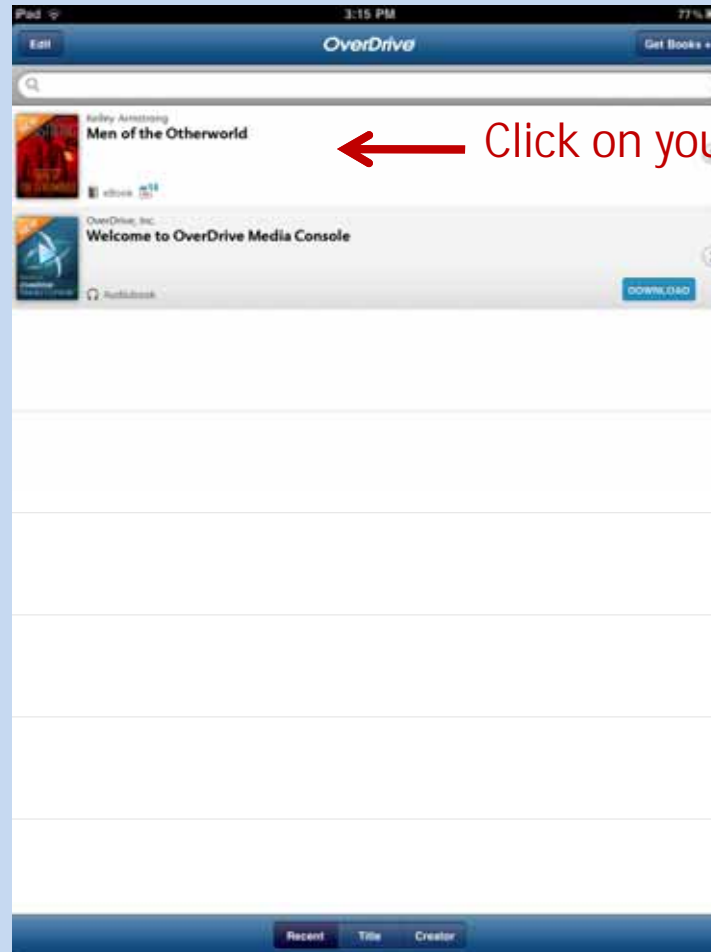 iPad 3:15 PM 77%
Edit OverDrive Get Books +
Kelley Armstrong
Men of the Otherworld
Click on you
eBook
OverDrive, Inc.
Welcome to OverDrive Media Console
Audiobook
DOWNLOAD
Recent Title Creator